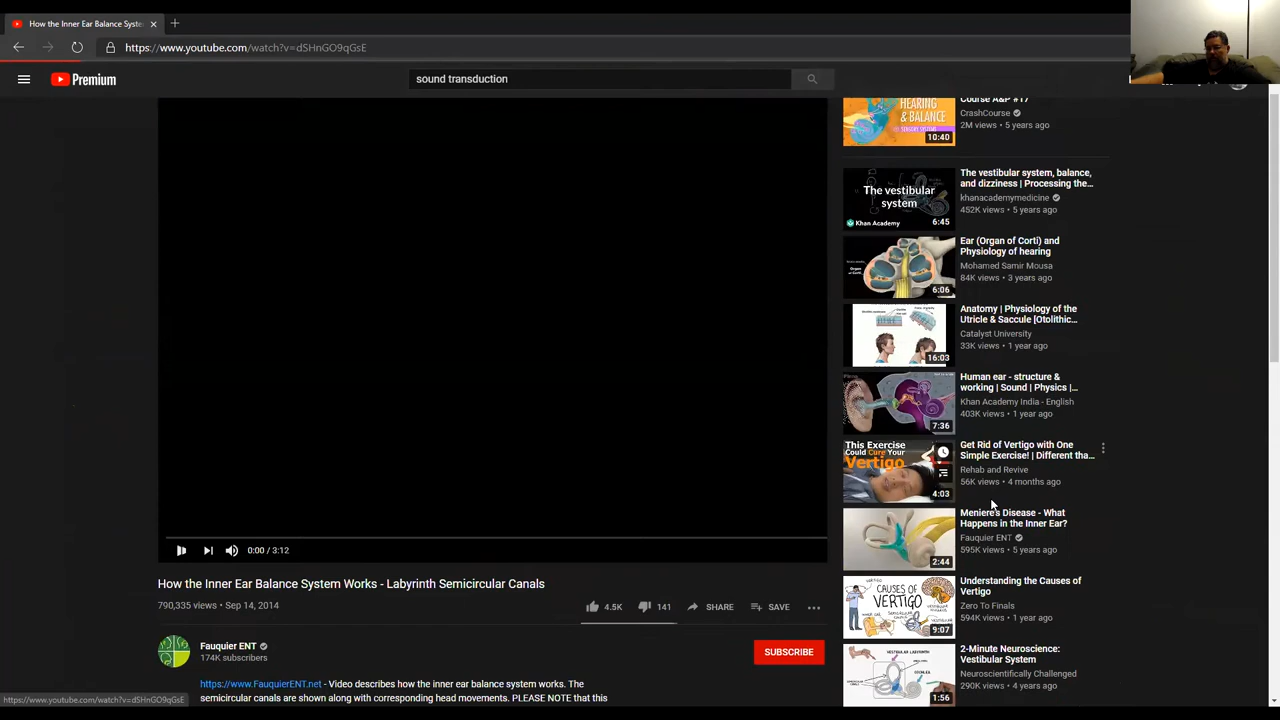 How the Inner Ear Balance Syste
https://www.youtube.com/watch?v=dSHnGO9qGsE
Premium
sound transduction
0:00 / 3:12
How the Inner Ear Balance System Works - Labyrinth Semicircular Canals
790,335 views • Sep 14, 2014
4.5K
141
SHARE
SAVE
Fauquier ENT
174K subscribers
SUBSCRIBE
https://www.FauquierENT.net - Video describes how the inner ear balance system works. The
semicircular canals are shown along with corresponding head movements. PLEASE NOTE that this
https://www.youtube.com/watch?v=dSHnGO9qGsE
HEARING
& BALANCE
SENSORY SYSTEMS
10:40
Course A&P #17
CrashCourse
2M views • 5 years ago
The vestibular
system
Khan Academy
6:45
The vestibular system, balance,
and dizziness | Processing the...
khanacademymedicine
452K views • 5 years ago
6:06
Ear (Organ of Corti) and
Physiology of hearing
Mohamed Samir Mousa
84K views • 3 years ago
16:03
Anatomy | Physiology of the
Utricle & Saccule [Otolithic...
Catalyst University
33K views • 1 year ago
7:36
Human ear - structure &
working | Sound | Physics |...
Khan Academy India - English
403K views • 1 year ago
This Exercise
Could Cure Your
Vertigo
4:03
Get Rid of Vertigo with One
Simple Exercise! | Different tha...
Rehab and Revive
56K views • 4 months ago
2:44
Meniere's Disease - What
Happens in the Inner Ear?
Fauquier ENT
595K views • 5 years ago
CAUSES OF
VERTIGO
9:07
Understanding the Causes of
Vertigo
Zero To Finals
594K views • 1 year ago
1:56
2-Minute Neuroscience:
Vestibular System
Neuroscientifically Challenged
290K views • 4 years ago